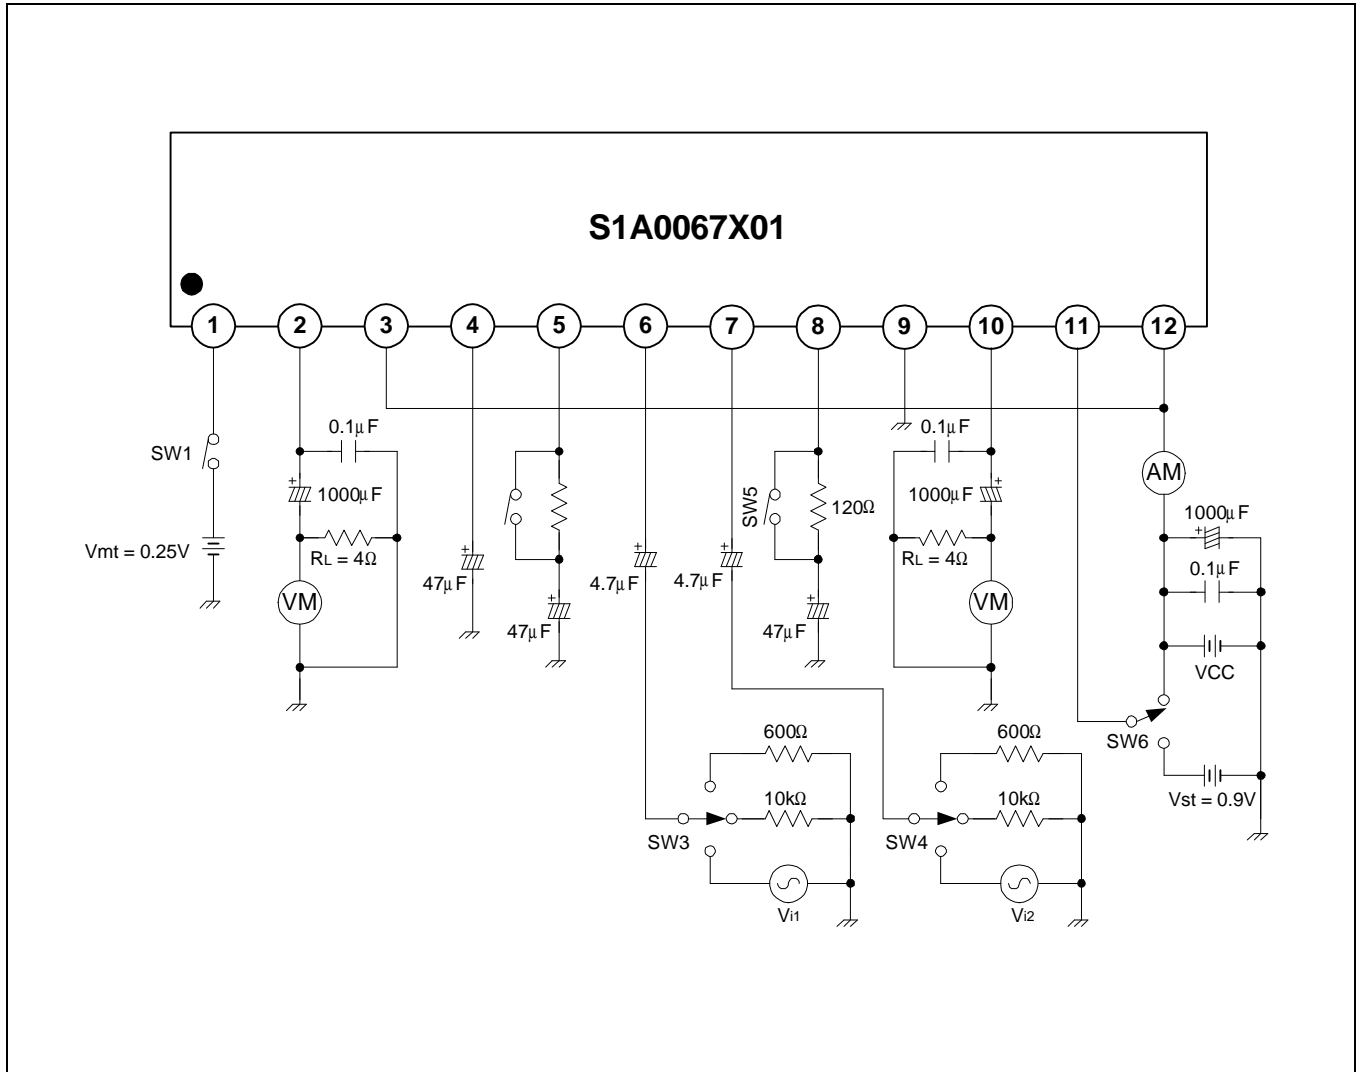 S1A0067X01
1 2 3 4 5 6 7 8 9 10 11 12
SW1
Vmt = 0.25V
0.1μF
+
1000μF
RL = 4Ω
VM
+
47μF
+
47μF
+
4.7μF
+
4.7μF
SW5
120Ω
+
47μF
0.1μF
+
1000μF
RL = 4Ω
VM
AM
1000μF
+
0.1μF
VCC
SW6
Vst = 0.9V
600Ω
10kΩ
SW3
Vi1
600Ω
10kΩ
SW4
Vi2